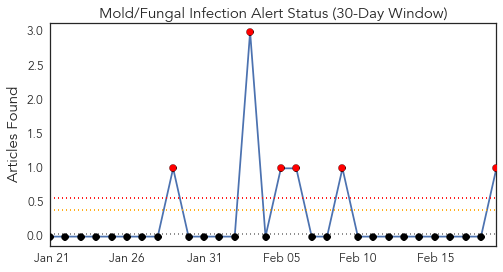 Mold/Fungal Infection Alert Status (30-Day Window)
Articles Found
3.0
2.5
2.0
1.5
1.0
0.5
0.0
Jan 21 Jan 26 Jan 31 Feb 05 Feb 10 Feb 15